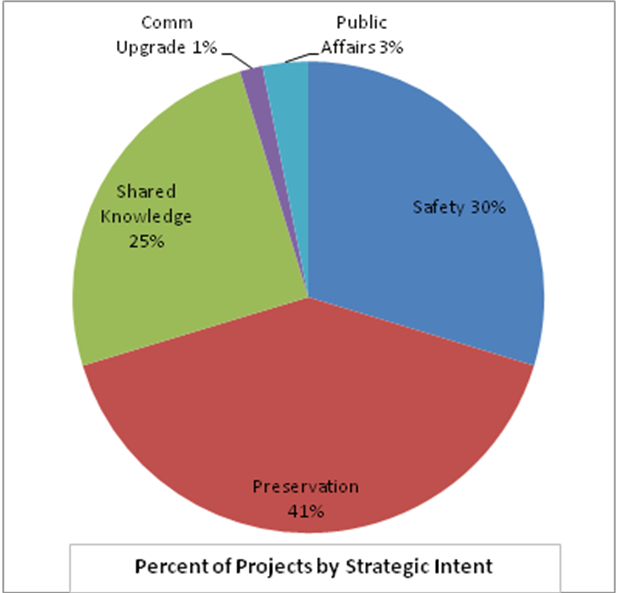 Comm
Upgrade 1%
Public
Affairs 3%
Safety 30%
Shared
Knowledge
25%
Preservation
41%
Percent of Projects by Strategic Intent